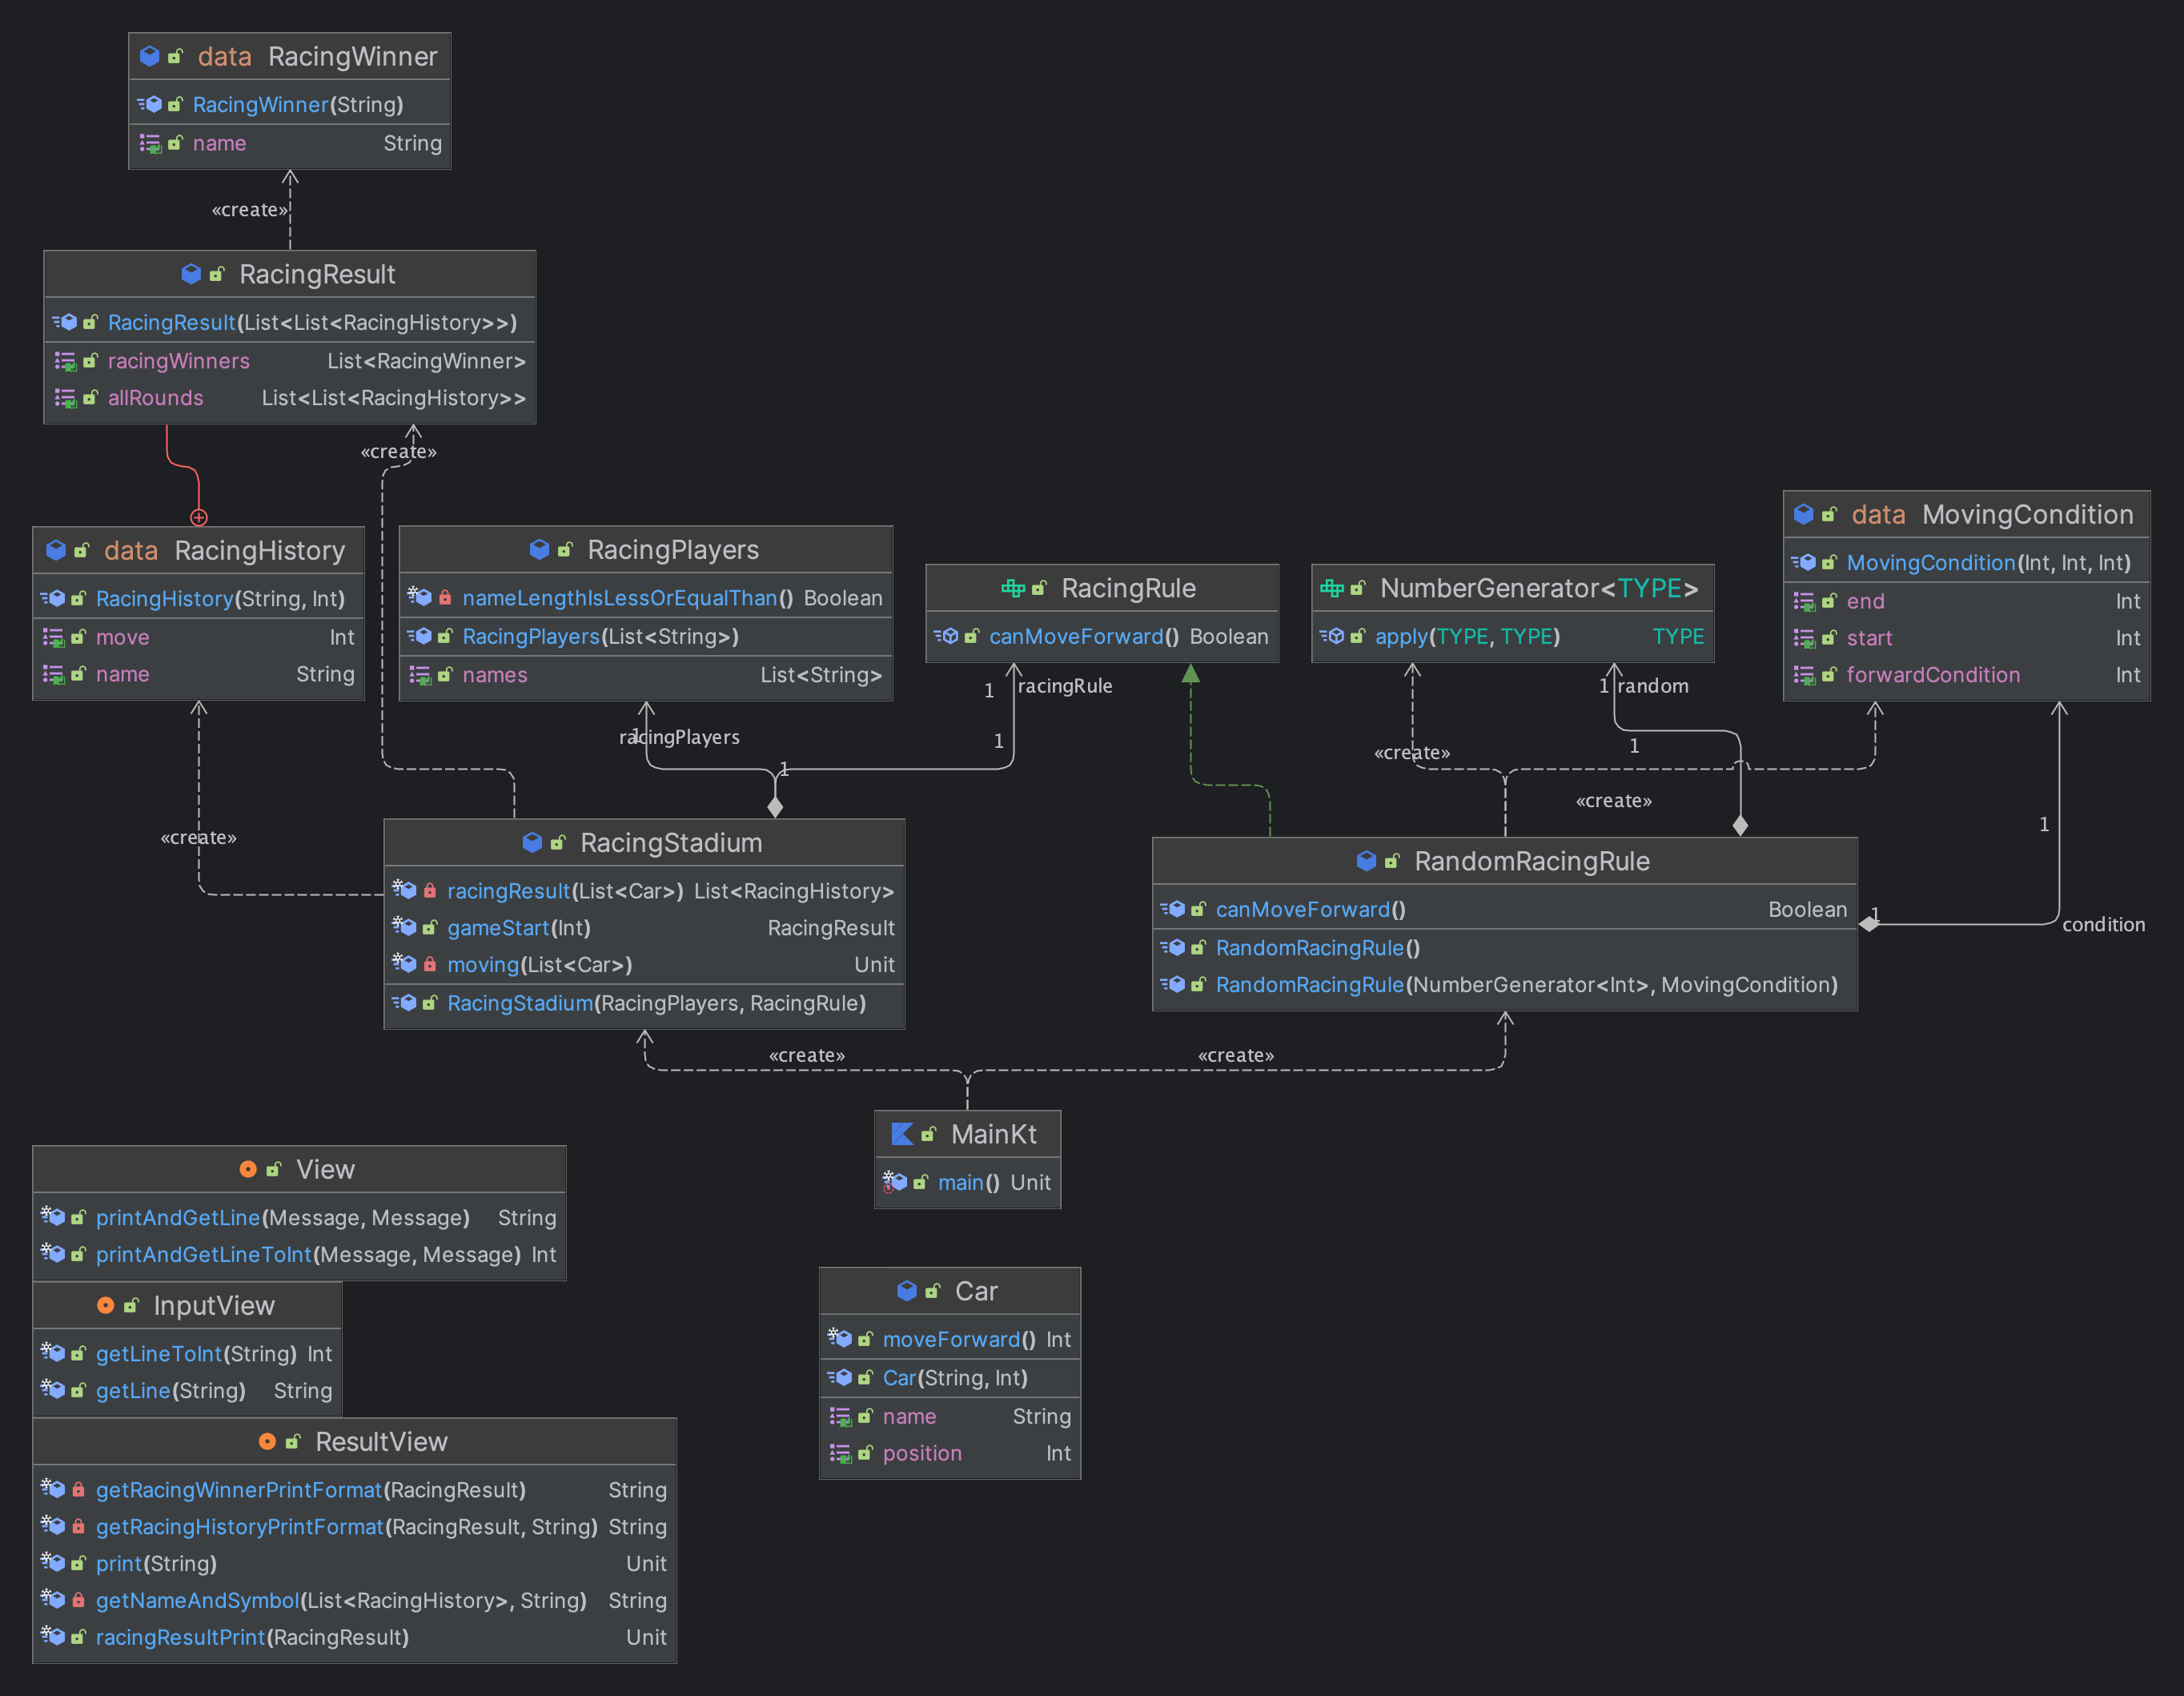 data RacingWinner
RacingWinner(String)
name String
«create»
RacingResult
RacingResult(List<List<RacingHistory>>)
racingWinners List<RacingWinner>
allRounds List<List<RacingHistory>>
«create»
data RacingHistory
RacingHistory(String, Int)
move Int
name String
RacingPlayers
nameLengthIsLessOrEqualThan() Boolean
RacingPlayers(List<String>)
names List<String>
RacingRule
canMoveForward() Boolean
NumberGenerator<TYPE>
apply(TYPE, TYPE) TYPE
data MovingCondition
MovingCondition(Int, Int, Int)
end Int
start Int
forwardCondition Int
1 racingRule
1 random
racingPlayers
1
1
1
1
«create»
«create»
«create»
1
1
condition
RacingStadium
racingResult(List<Car>) List<RacingHistory>
gameStart(Int) RacingResult
moving(List<Car>) Unit
RacingStadium(RacingPlayers, RacingRule)
RandomRacingRule
canMoveForward() Boolean
RandomRacingRule()
RandomRacingRule(NumberGenerator<Int>, MovingCondition)
«create»
«create»
MainKt
main() Unit
View
printAndGetLine(Message, Message) String
printAndGetLineToInt(Message, Message) Int
InputView
getLineToInt(String) Int
getLine(String) String
ResultView
getRacingWinnerPrintFormat(RacingResult) String
getRacingHistoryPrintFormat(RacingResult, String) String
print(String) Unit
getNameAndSymbol(List<RacingHistory>, String) String
racingResultPrint(RacingResult) Unit
Car
moveForward() Int
Car(String, Int)
name String
position Int